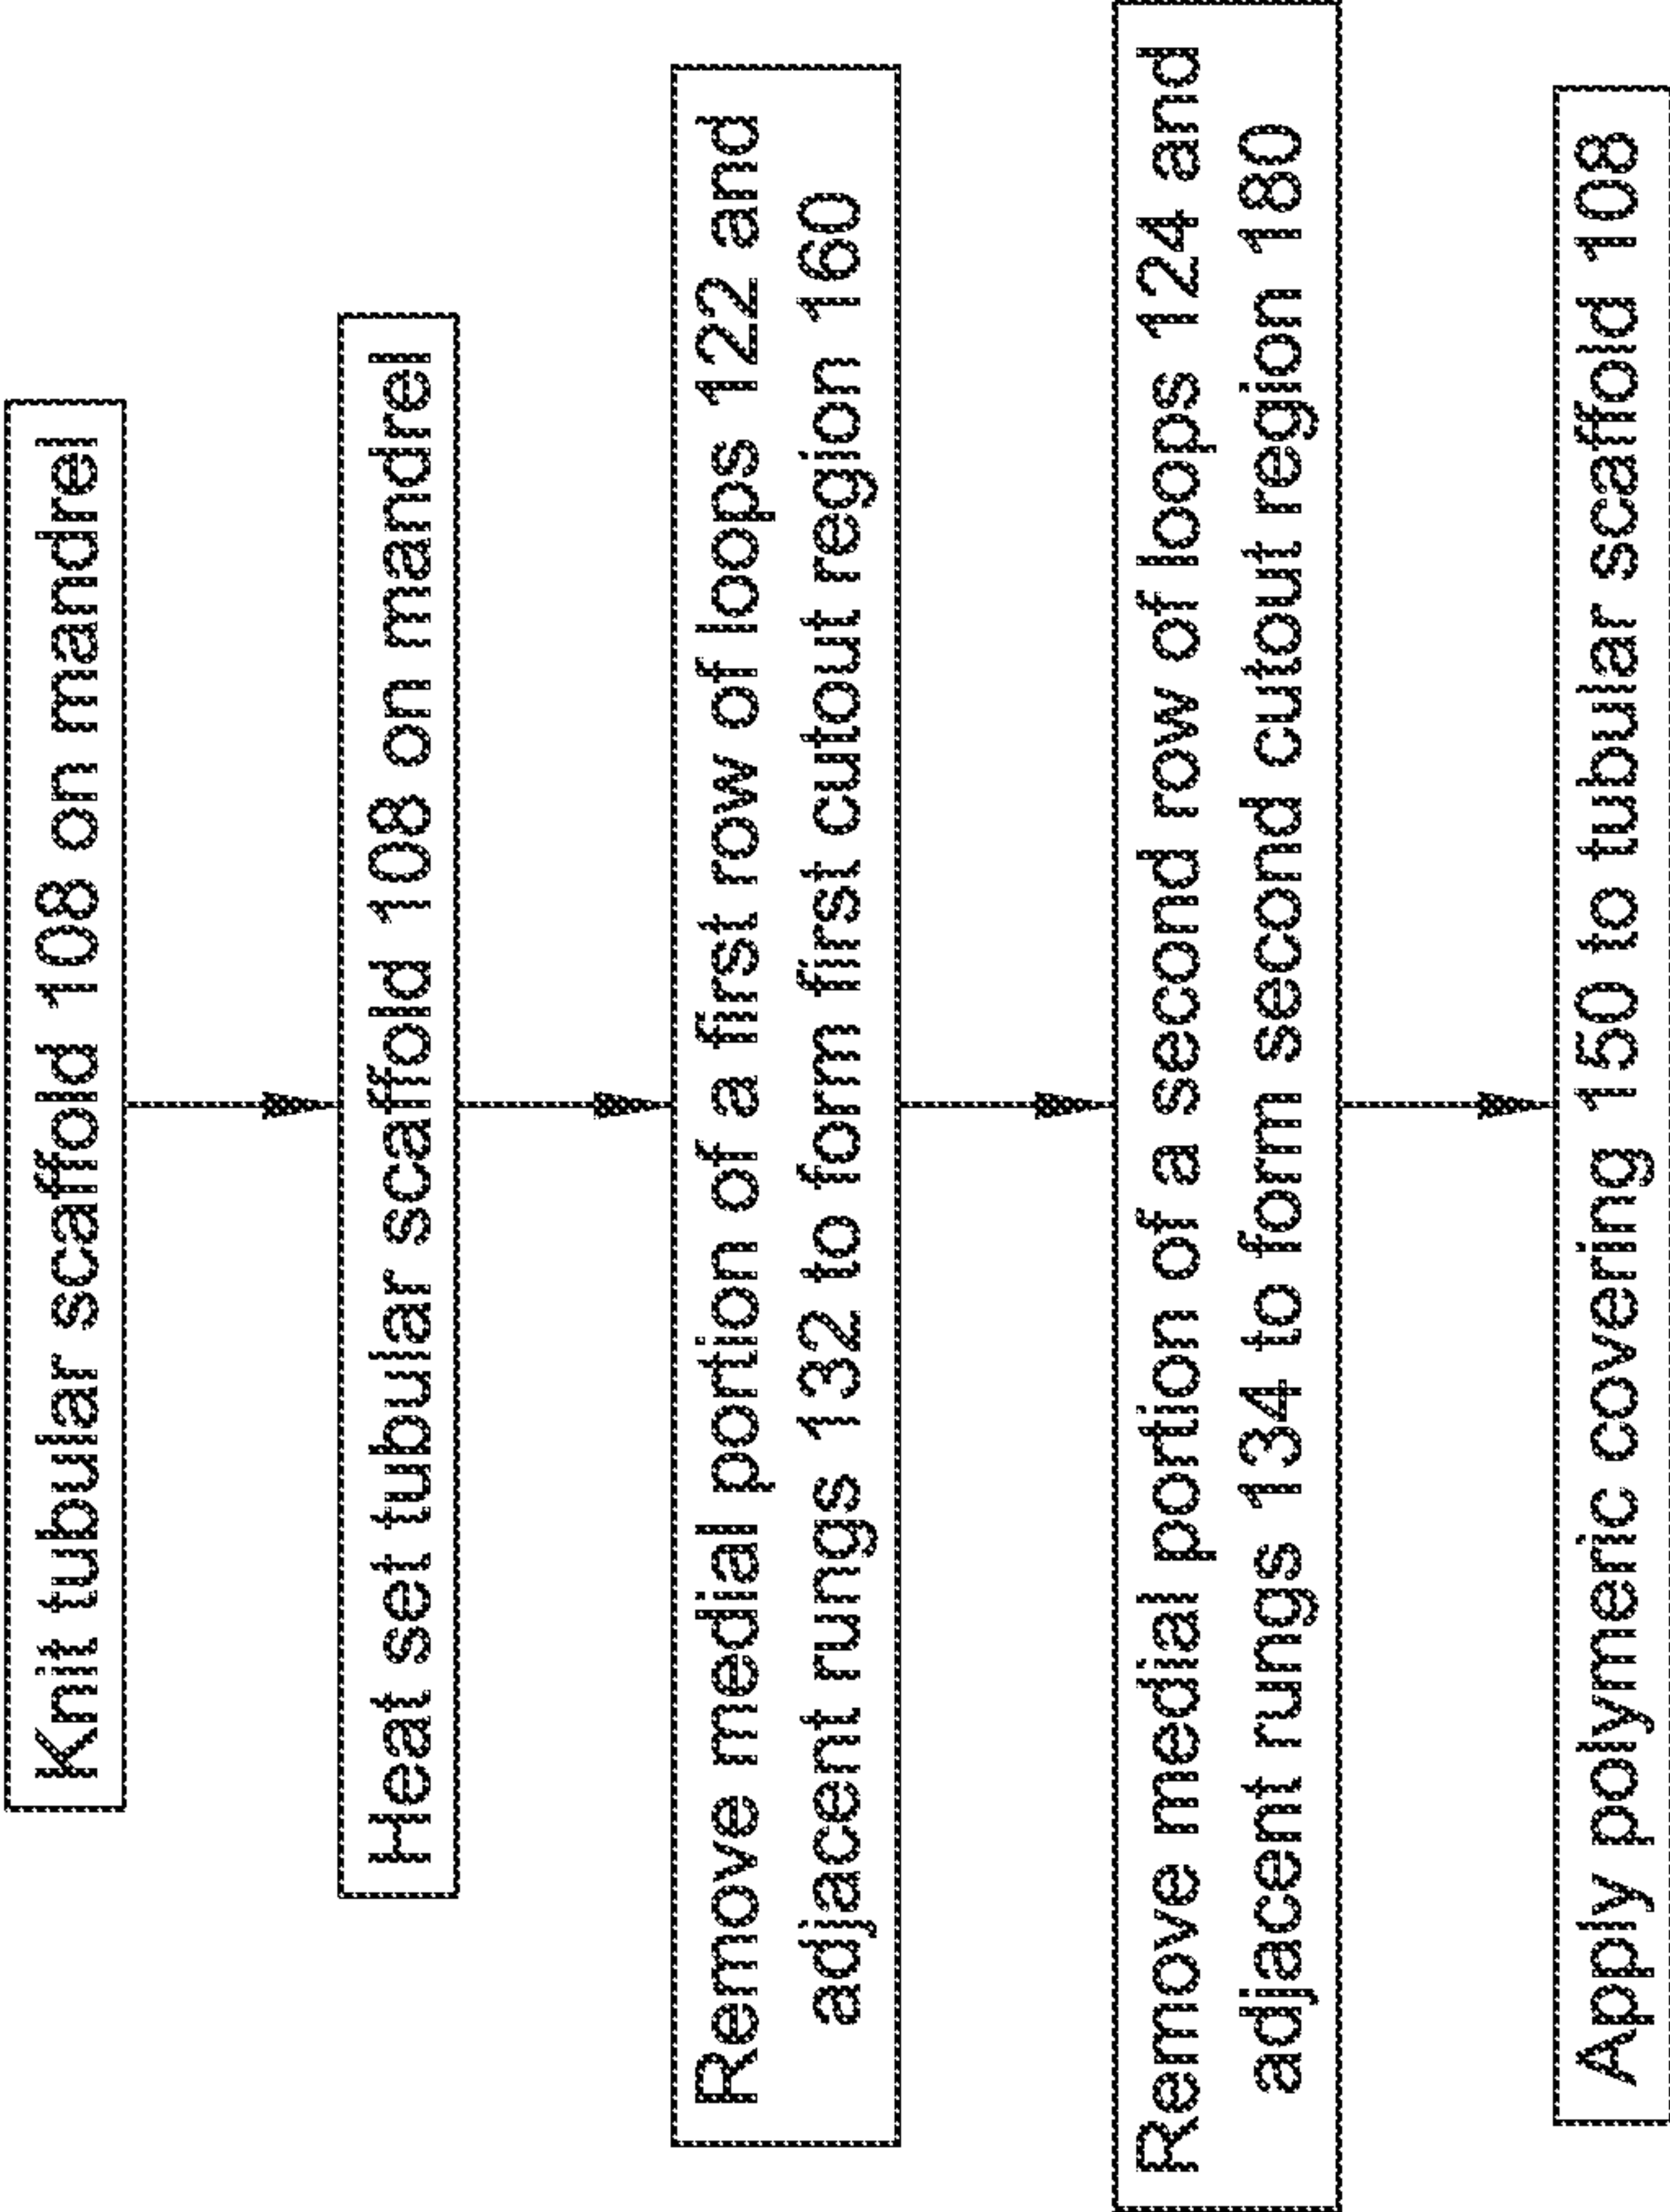 Knit tubular scaffold 108 on mandrel
Heat set tubular scaffold 108 on mandrel
Remove medial portion of a first row of loops 122 and
adjacent rungs 132 to form first cutout region 160
Remove medial portion of a second row of loops 124 and
adjacent rungs 134 to form second cutout region 180
Apply polymeric covering 150 to tubular scaffold 108